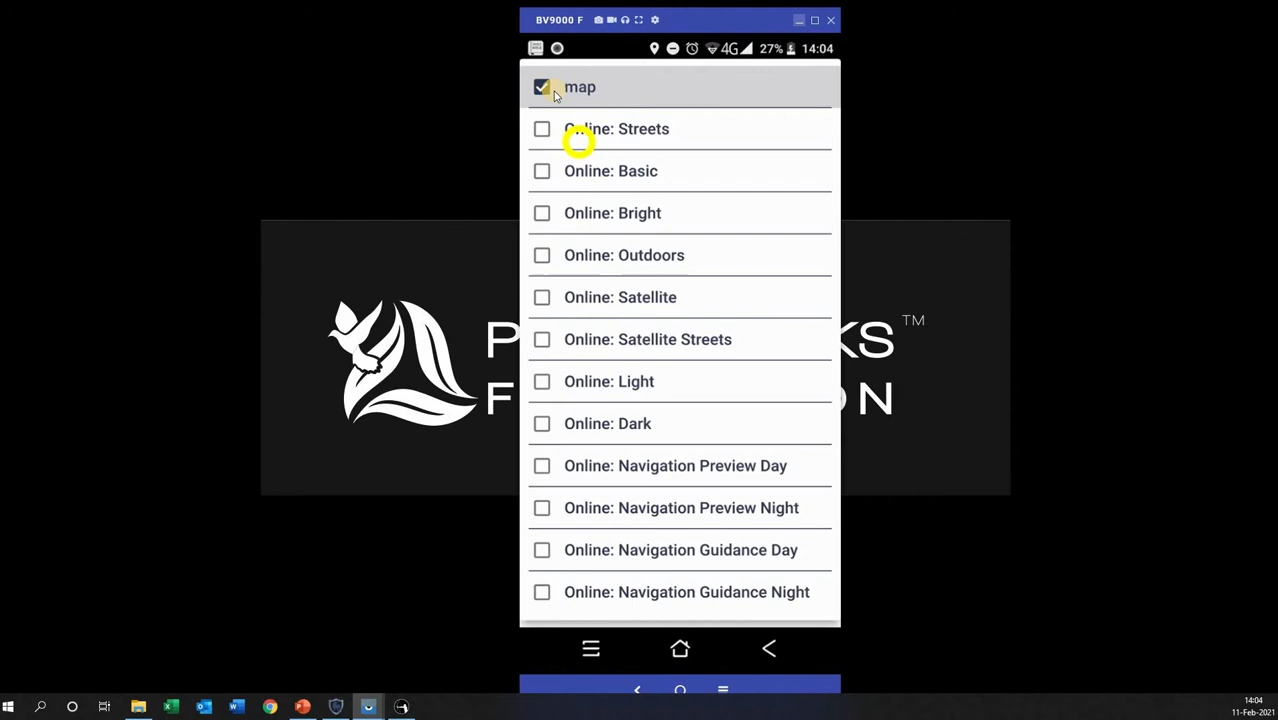 BV9000 F
4G 27% 14:04
map
Online: Streets
Online: Basic
Online: Bright
Online: Outdoors
Online: Satellite
Online: Satellite Streets
Online: Light
Online: Dark
Online: Navigation Preview Day
Online: Navigation Preview Night
Online: Navigation Guidance Day
Online: Navigation Guidance Night
TM
14:04
11-Feb-2021